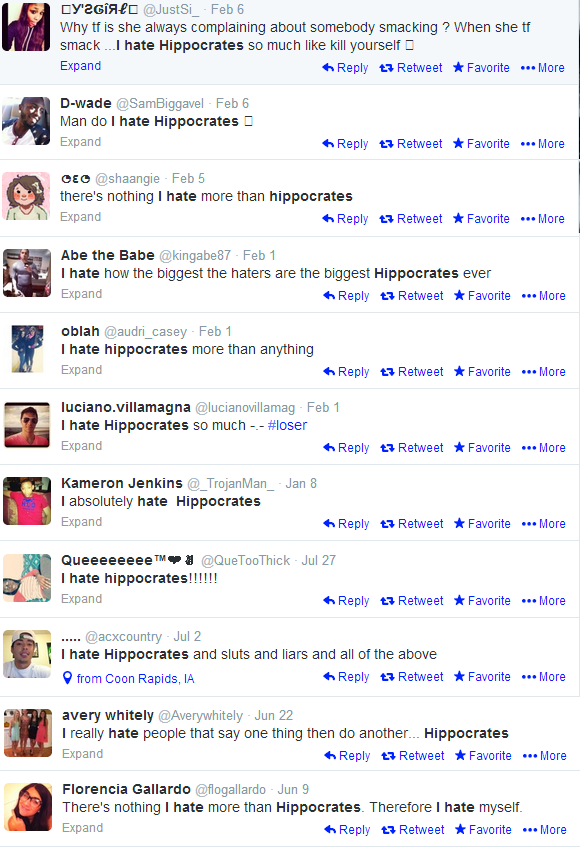 □У'ƧGîЯℓ□ @JustSi_ · Feb 6
Why tf is she always complaining about somebody smacking ? When she tf
smack ...I hate Hippocrates so much like kill yourself □
Expand Reply Retweet Favorite More
D-wade @SamBiggavel · Feb 6
Man do I hate Hippocrates □
Expand Reply Retweet Favorite More
◔ε◔ @shaangie · Feb 5
there's nothing I hate more than hippocrates
Expand Reply Retweet Favorite More
Abe the Babe @kingabe87 · Feb 1
I hate how the biggest the haters are the biggest Hippocrates ever
Expand Reply Retweet Favorite More
oblah @audri_casey · Feb 1
I hate hippocrates more than anything
Expand Reply Retweet Favorite More
luciano.villamagna @lucianovillamag · Feb 1
I hate Hippocrates so much -.- #loser
Expand Reply Retweet Favorite More
Kameron Jenkins @_TrojanMan_ · Jan 8
I absolutely hate Hippocrates
Expand Reply Retweet Favorite More
Queeeeeeee™❤ @QueTooThick · Jul 27
I hate hippocrates!!!!!!
Expand Reply Retweet Favorite More
..... @acxcountry · Jul 2
I hate Hippocrates and sluts and liars and all of the above
from Coon Rapids, IA Reply Retweet Favorite More
avery whitely @Averywhitely · Jun 22
I really hate people that say one thing then do another... Hippocrates
Expand Reply Retweet Favorite More
Florencia Gallardo @flogallardo · Jun 9
There's nothing I hate more than Hippocrates. Therefore I hate myself.
Expand Reply Retweet Favorite More